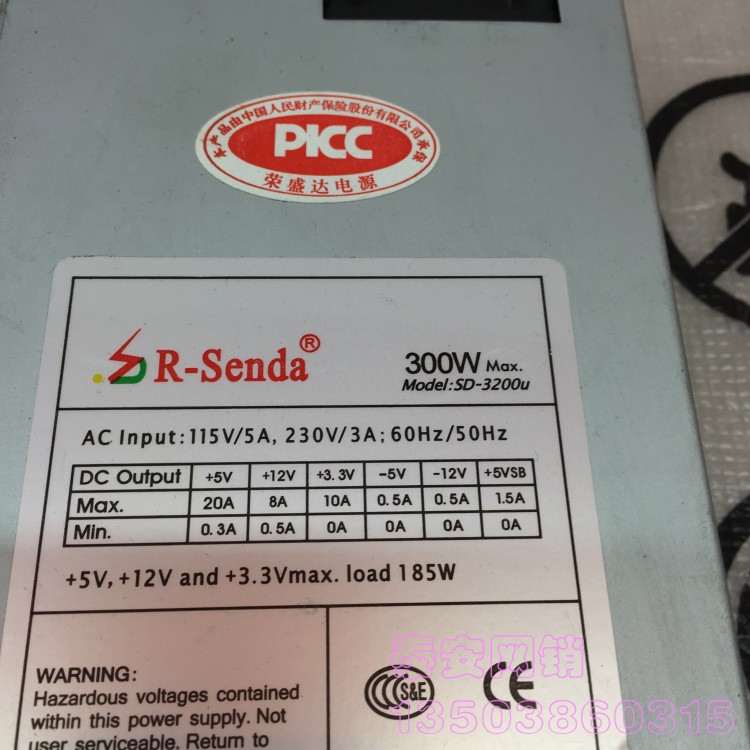 本产品由中国人民财产保险股份有限公司承保
PICC
荣盛达电源
R-Senda®
300W Max.
Model:SD-3200u
AC Input:115V/5A, 230V/3A; 60Hz/50Hz
DC Output +5V +12V +3.3V -5V -12V +5VSB
Max. 20A 8A 10A 0.5A 0.5A 1.5A
Min. 0.3A 0.5A 0A 0A 0A 0A
+5V, +12V and +3.3Vmax. load 185W
WARNING:
Hazardous voltages contained
within this power supply. Not
user serviceable. Return to
CCC S&E CE
泰安网销
13503860315